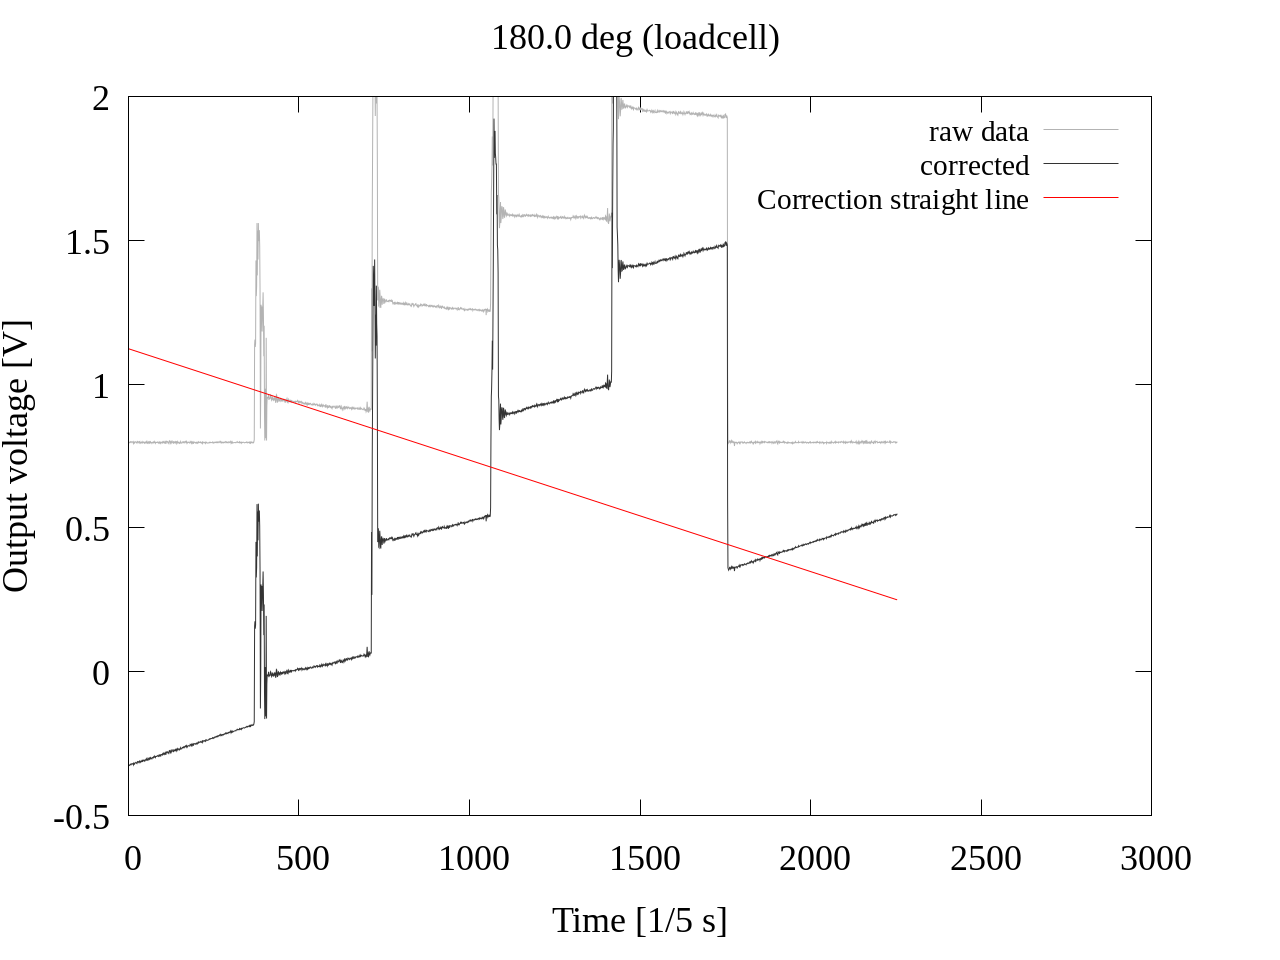 180.0 deg (loadcell)
2
raw data
corrected
Correction straight line
1.5
1
0.5
0
-0.5
Output voltage [V]
0 500 1000 1500 2000 2500 3000
Time [1/5 s]